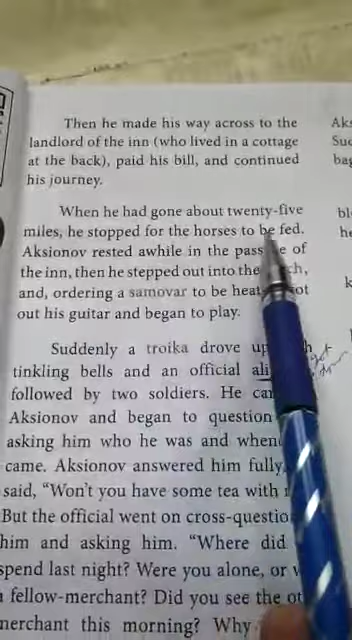 Then he made his way across to the
landlord of the inn (who lived in a cottage
at the back), paid his bill, and continued
his journey.
When he had gone about twenty-five
miles, he stopped for the horses to be fed.
Aksionov rested awhile in the of
the inn, then he stepped out into the
and, ordering a samovar to be
out his guitar and began to play.
Suddenly a troika drove
tinkling bells and an official
followed by two soldiers. He
Aksionov and began to question
asking him who he was and
came. Aksionov answered him fully,
said, "Won't you have some tea with
But the official went on
him and asking him. "Where did
spend last night? Were you alone, or
fellow-merchant? Did you see the
merchant this morning? Why